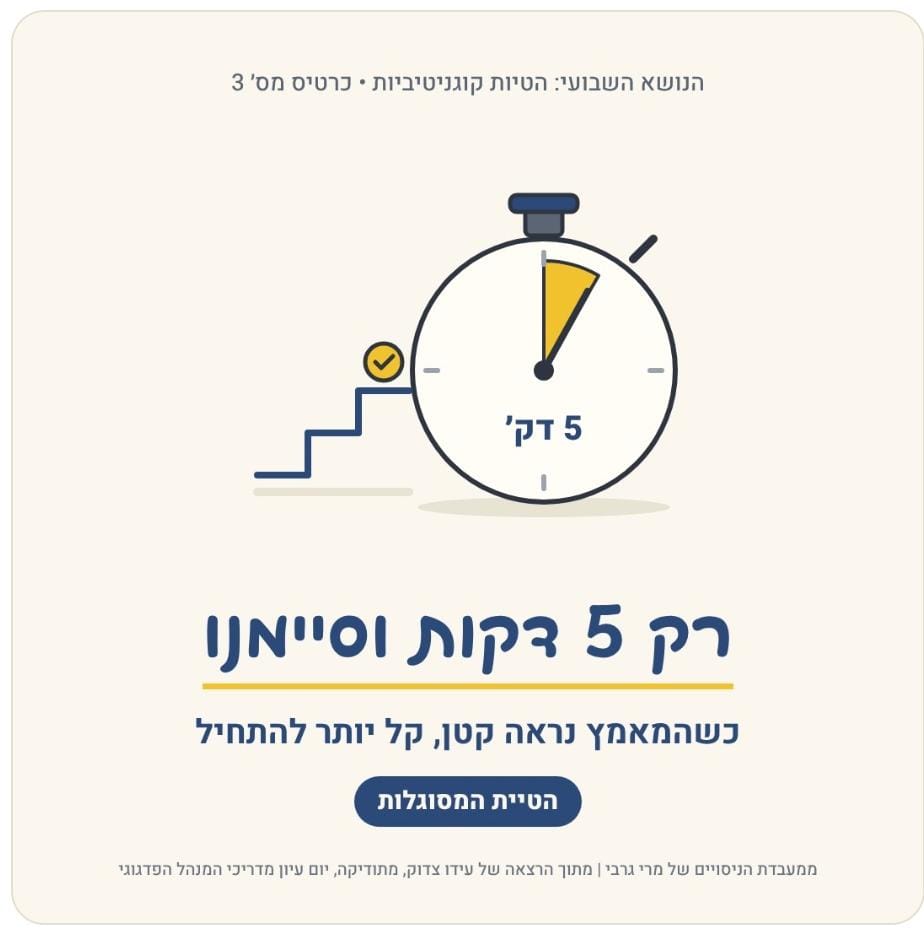 הנושא השבועי: הטיות קוגניטיביות • כרטיס מס' 3
5 דק'
רק 5 דקות וסיימנו
כשהמאמץ נראה קטן, קל יותר להתחיל
הטיית המסוגלות
ממעבדת הניסויים של מרי גרבי | מתוך הרצאה של עידו צדוק, מתודיקה, יום עיון מדריכי המנהל הפדגוגי